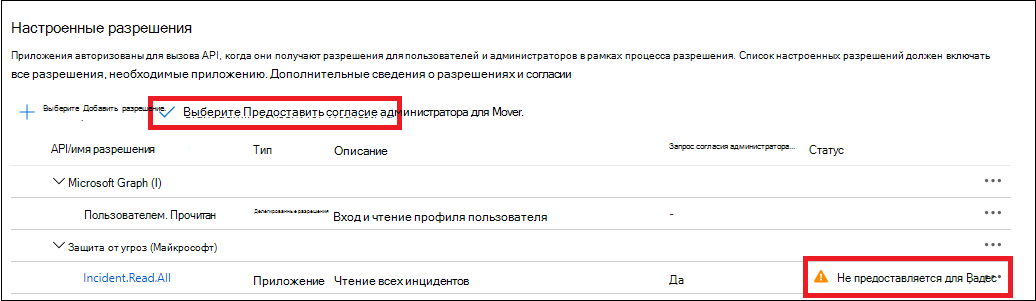 Настроенные разрешения
Приложения авторизованы для вызова API, когда они получают разрешения для пользователей и администраторов в рамках процесса разрешения. Список настроенных разрешений должен включать
все разрешения, необходимые приложению. Дополнительные сведения о разрешениях и согласии
Выберите Добавить разрешение. Выберите Предоставить согласие администратора для Mover.
API/имя разрешения Тип Описание Запрос согласия администратора... Статус
Microsoft Graph (I) ...
Пользователем. Прочитан Делегированные разрешения Вход и чтение профиля пользователя - ...
Защита от угроз (Майкрософт) ...
Incident.Read.All Приложение Чтение всех инцидентов Да Не предоставляется для Вадес ...